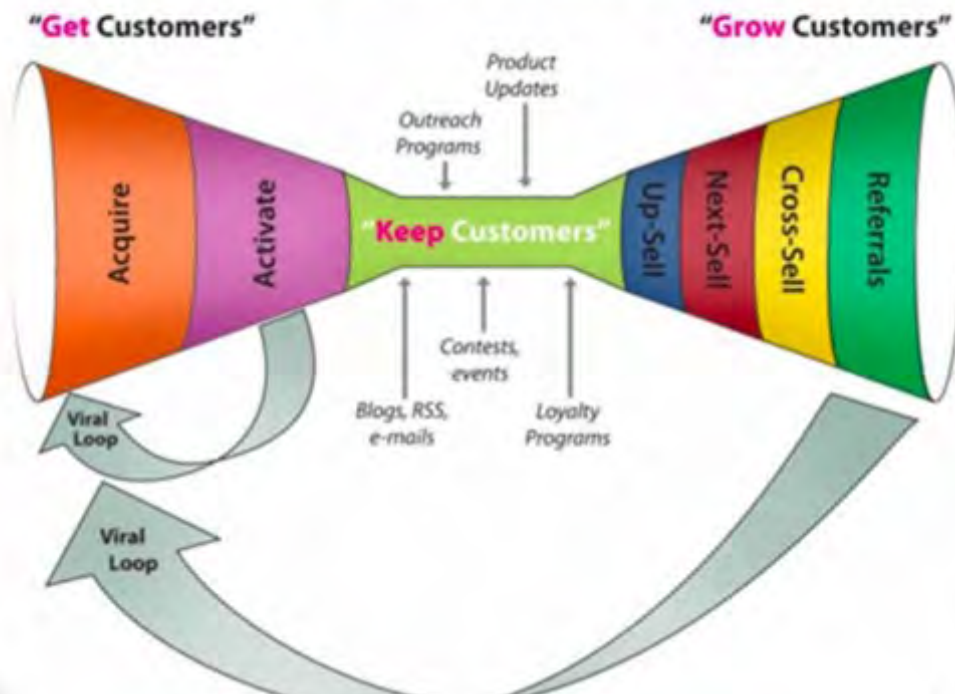 "Get Customers"
"Grow Customers"
Product
Updates
Outreach
Programs
Acquire
Activate
"Keep Customers"
Up-Sell
Next-Sell
Cross-Sell
Referrals
Contests,
events
Blogs, RSS,
e-mails
Loyalty
Programs
Viral
Loop
Viral
Loop